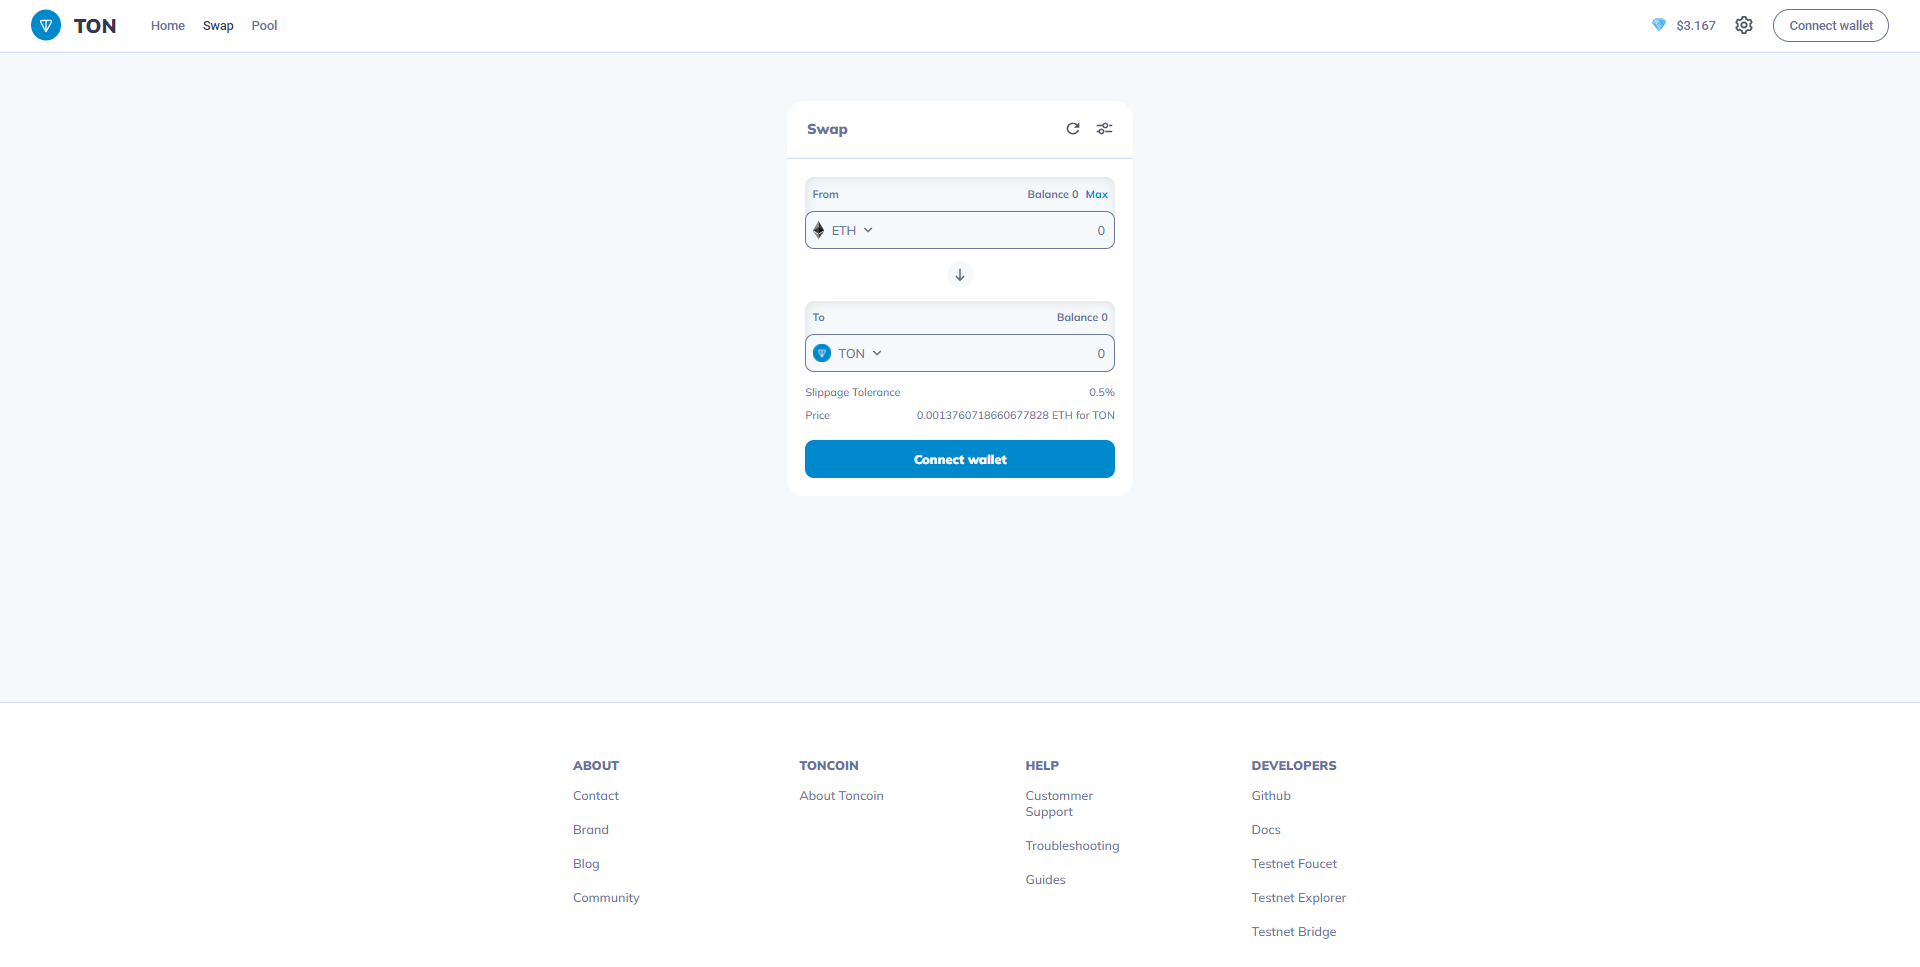 TON
Home Swap Pool
$3.167
Connect wallet
Swap
From Balance 0 Max
ETH 0
To Balance 0
TON 0
Slippage Tolerance 0.5%
Price 0.0013760718660677828 ETH for TON
Connect wallet
ABOUT
Contact
Brand
Blog
Community
TONCOIN
About Toncoin
HELP
Custommer
Support
Troubleshooting
Guides
DEVELOPERS
Github
Docs
Testnet Foucet
Testnet Explorer
Testnet Bridge